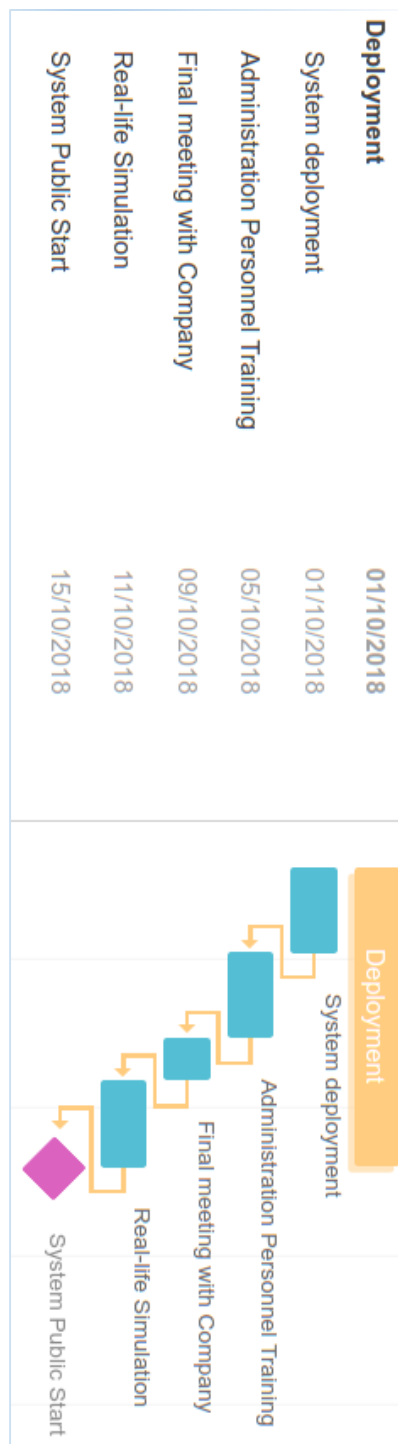 Deployment 01/10/2018
System deployment 01/10/2018
Administration Personnel Training 05/10/2018
Final meeting with Company 09/10/2018
Real-life Simulation 11/10/2018
System Public Start 15/10/2018
Deployment
System deployment
Administration Personnel Training
Final meeting with Company
Real-life Simulation
System Public Start